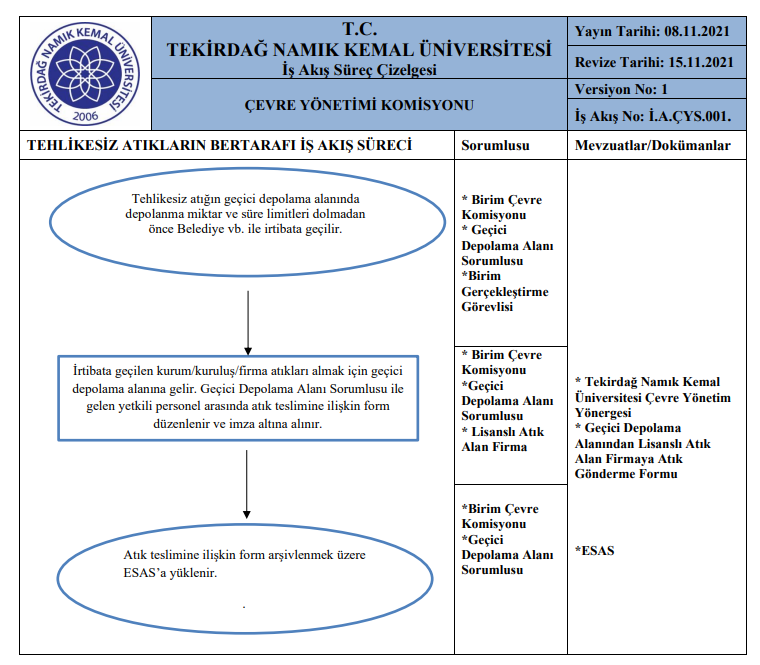 TEKİRDAĞ NAMIK KEMAL ÜNİVERSİTESİ
2006
T.C.
TEKİRDAĞ NAMIK KEMAL ÜNİVERSİTESİ
İş Akış Süreç Çizelgesi
ÇEVRE YÖNETİMİ KOMİSYONU
Yayın Tarihi: 08.11.2021
Revize Tarihi: 15.11.2021
Versiyon No: 1
İş Akış No: İ.A.ÇYS.001.
TEHLİKESİZ ATIKLARIN BERTARAFI İŞ AKIŞ SÜRECİ
Sorumlusu
Mevzuatlar/Dokümanlar
Tehlikesiz atığın geçici depolama alanında
depolanma miktar ve süre limitleri dolmadan
önce Belediye vb. ile irtibata geçilir.
* Birim Çevre
Komisyonu
* Geçici
Depolama Alanı
Sorumlusu
*Birim
Gerçekleştirme
Görevlisi
İrtibata geçilen kurum/kuruluş/firma atıkları almak için geçici
depolama alanına gelir. Geçici Depolama Alanı Sorumlusu ile
gelen yetkili personel arasında atık teslimine ilişkin form
düzenlenir ve imza altına alınır.
* Birim Çevre
Komisyonu
*Geçici
Depolama Alanı
Sorumlusu
* Lisanslı Atık
Alan Firma
* Tekirdağ Namık Kemal
Üniversitesi Çevre Yönetim
Yönergesi
* Geçici Depolama
Alanından Lisanslı Atık
Alan Firmaya Atık
Gönderme Formu
Atık teslimine ilişkin form arşivlenmek üzere
ESAS’a yüklenir.
.
*Birim Çevre
Komisyonu
*Geçici
Depolama Alanı
Sorumlusu
*ESAS